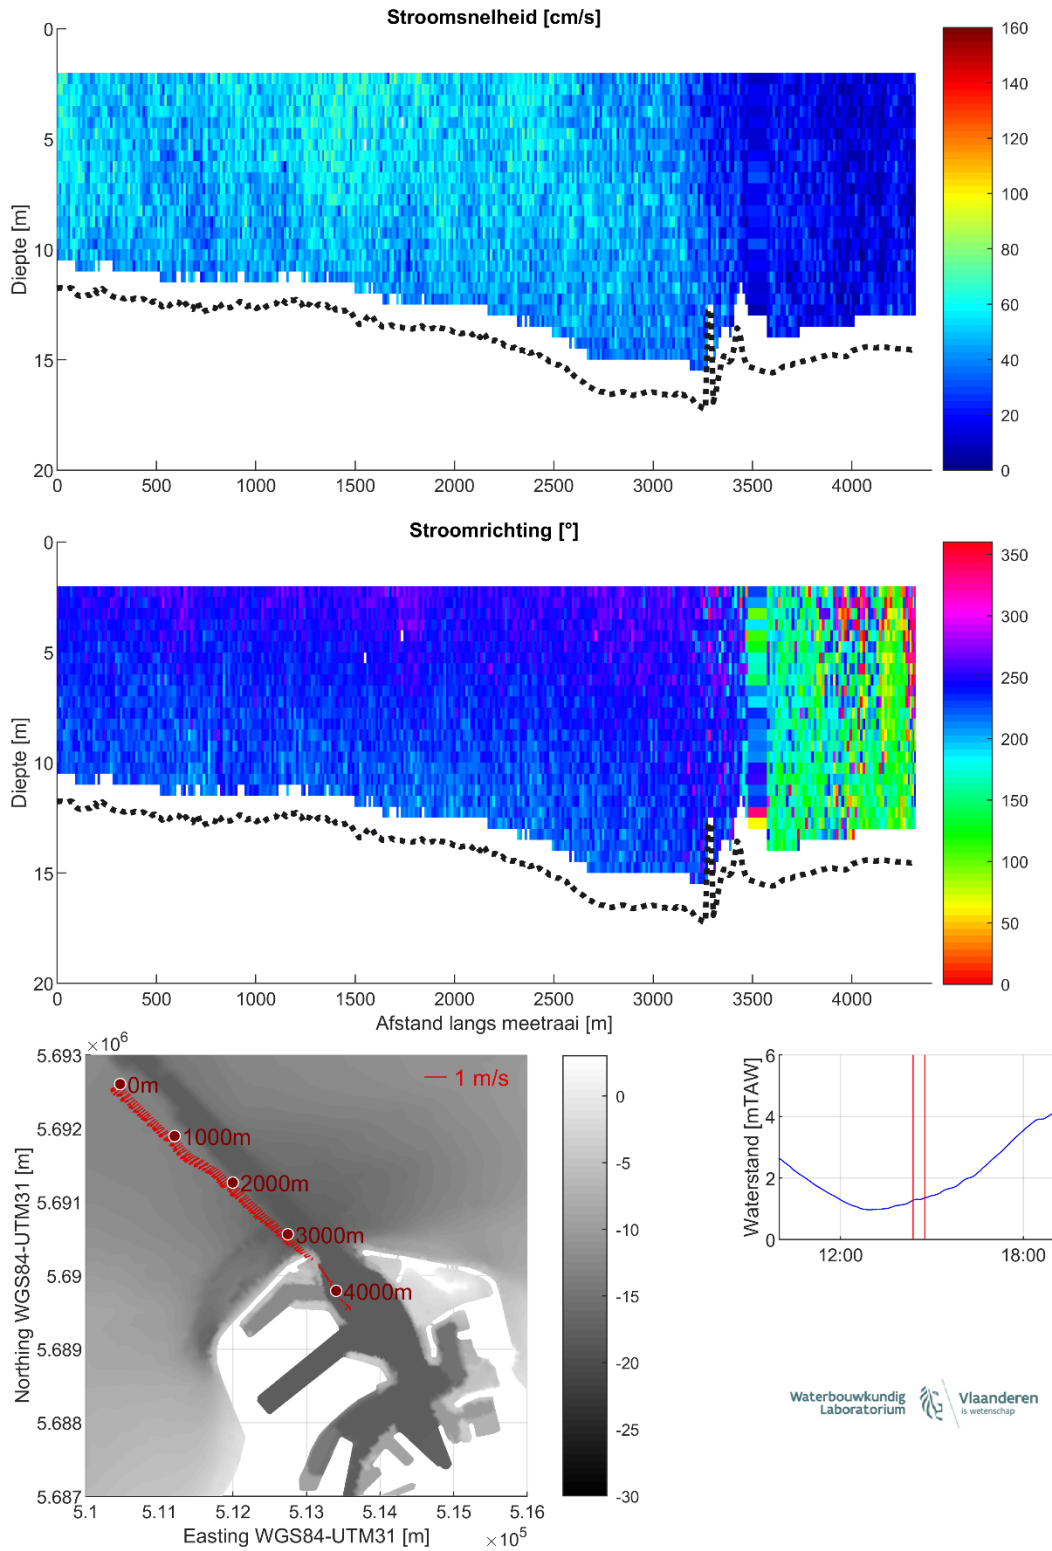 Stroomsnelheid [cm/s]
0
5
10
15
20
Diepte [m]
0 500 1000 1500 2000 2500 3000 3500 4000
160
140
120
100
80
60
40
20
0
Stroomrichting [°]
0
5
10
15
20
Diepte [m]
0 500 1000 1500 2000 2500 3000 3500 4000
Afstand langs meetraai [m]
350
300
250
200
150
100
50
0
×10⁶
5.693
5.692
5.691
5.69
5.689
5.688
5.687
Northing WGS84-UTM31 [m]
1 m/s
0m
1000m
2000m
3000m
4000m
5.1 5.11 5.12 5.13 5.14 5.15 5.16
Easting WGS84-UTM31 [m]
×10⁵
0
-5
-10
-15
-20
-25
-30
6
4
2
0
Waterstand [mTAW]
12:00 18:00
Waterbouwkundig
Laboratorium
Vlaanderen
is wetenschap